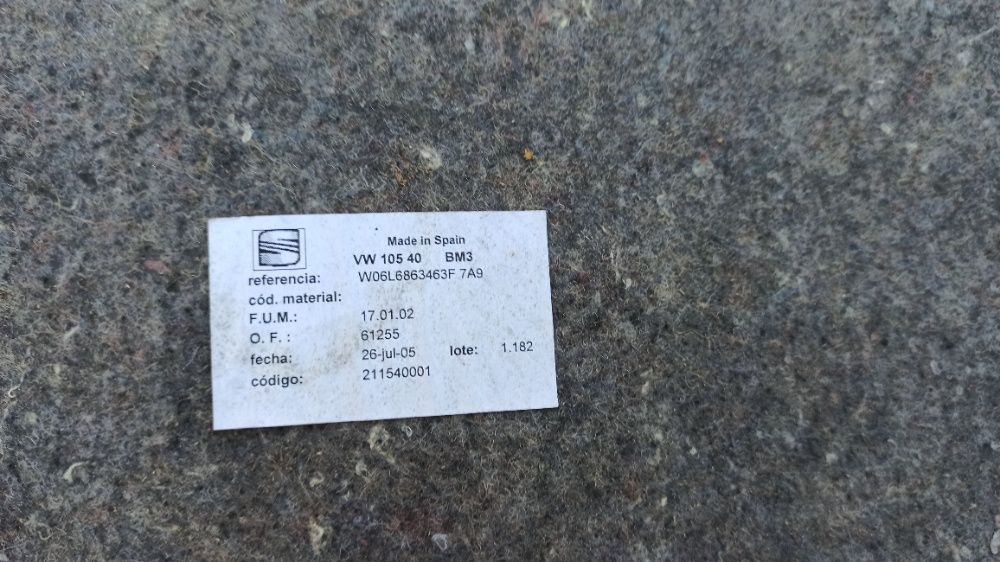 Made in Spain
VW 105 40 BM3
referencia: W06L6863463F 7A9
cód. material:
F.U.M.: 17.01.02
O. F. : 61255
fecha: 26-jul-05 lote: 1.182
código: 211540001